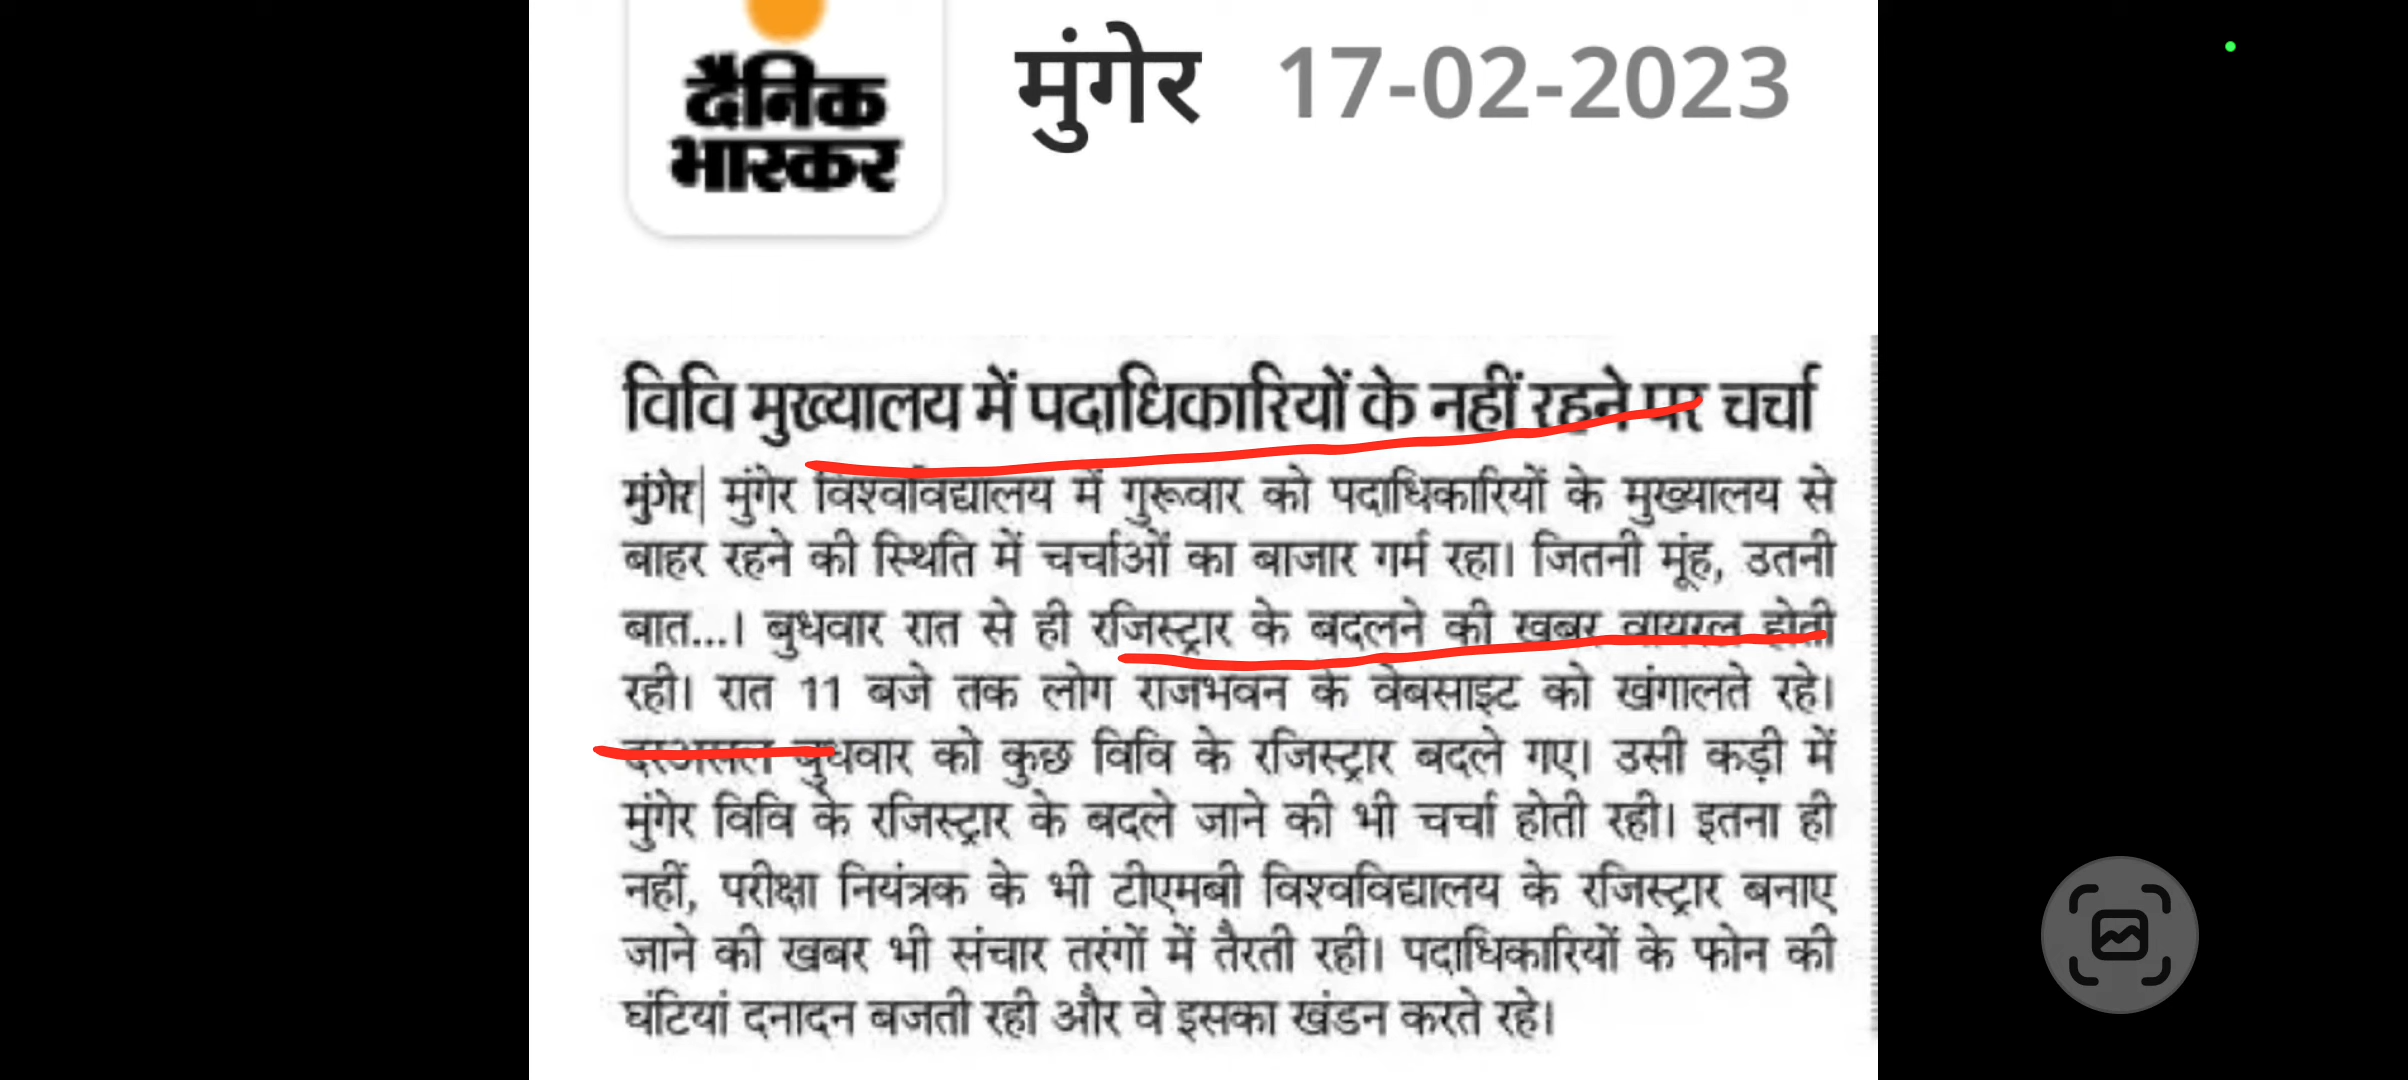 दैनिक
भास्कर
मुंगेर 17-02-2023
विवि मुख्यालय में पदाधिकारियों के नहीं रहने पर चर्चा
मुंगेर| मुंगेर विश्वविद्यालय में गुरूवार को पदाधिकारियों के मुख्यालय से
बाहर रहने की स्थिति में चर्चाओं का बाजार गर्म रहा। जितनी मूंह, उतनी
बात...। बुधवार रात से ही रजिस्ट्रार के बदलने की खबर वायरल होती
रही। रात 11 बजे तक लोग राजभवन के वेबसाइट को खंगालते रहे।
दरअसल बुधवार को कुछ विवि के रजिस्ट्रार बदले गए। उसी कड़ी में
मुंगेर विवि के रजिस्ट्रार के बदले जाने की भी चर्चा होती रही। इतना ही
नहीं, परीक्षा नियंत्रक के भी टीएमबी विश्वविद्यालय के रजिस्ट्रार बनाए
जाने की खबर भी संचार तरंगों में तैरती रही। पदाधिकारियों के फोन की
घंटियां दनादन बजती रही और वे इसका खंडन करते रहे।